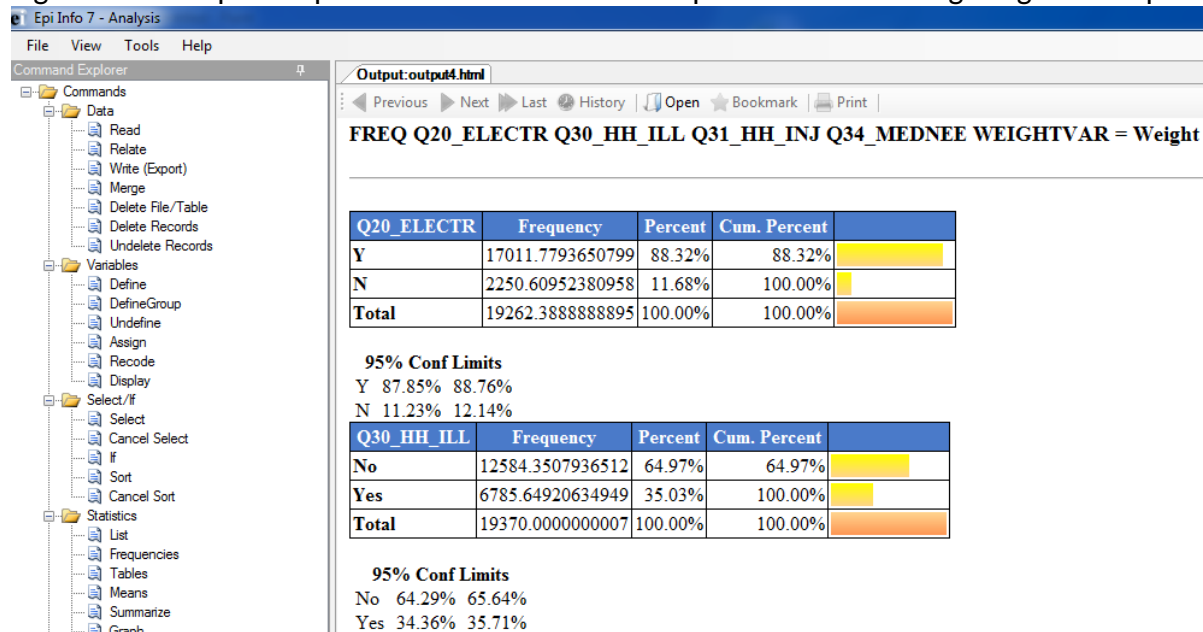 Epi Info 7 - Analysis
File View Tools Help
Command Explorer
Commands
Data
Read
Relate
Write (Export)
Merge
Delete File/Table
Delete Records
Undelete Records
Variables
Define
DefineGroup
Undefine
Assign
Recode
Display
Select/If
Select
Cancel Select
If
Sort
Cancel Sort
Statistics
List
Frequencies
Tables
Means
Summarize
Graph
Output:output4.html
Previous Next Last History Open Bookmark Print
FREQ Q20_ELECTR Q30_HH_ILL Q31_HH_INJ Q34_MEDNEE WEIGHTVAR = Weight
Q20_ELECTR Frequency Percent Cum. Percent
Y 17011.7793650799 88.32% 88.32%
N 2250.60952380958 11.68% 100.00%
Total 19262.3888888895 100.00% 100.00%
95% Conf Limits
Y 87.85% 88.76%
N 11.23% 12.14%
Q30_HH_ILL Frequency Percent Cum. Percent
No 12584.3507936512 64.97% 64.97%
Yes 6785.64920634949 35.03% 100.00%
Total 19370.0000000007 100.00% 100.00%
95% Conf Limits
No 64.29% 65.64%
Yes 34.36% 35.71%